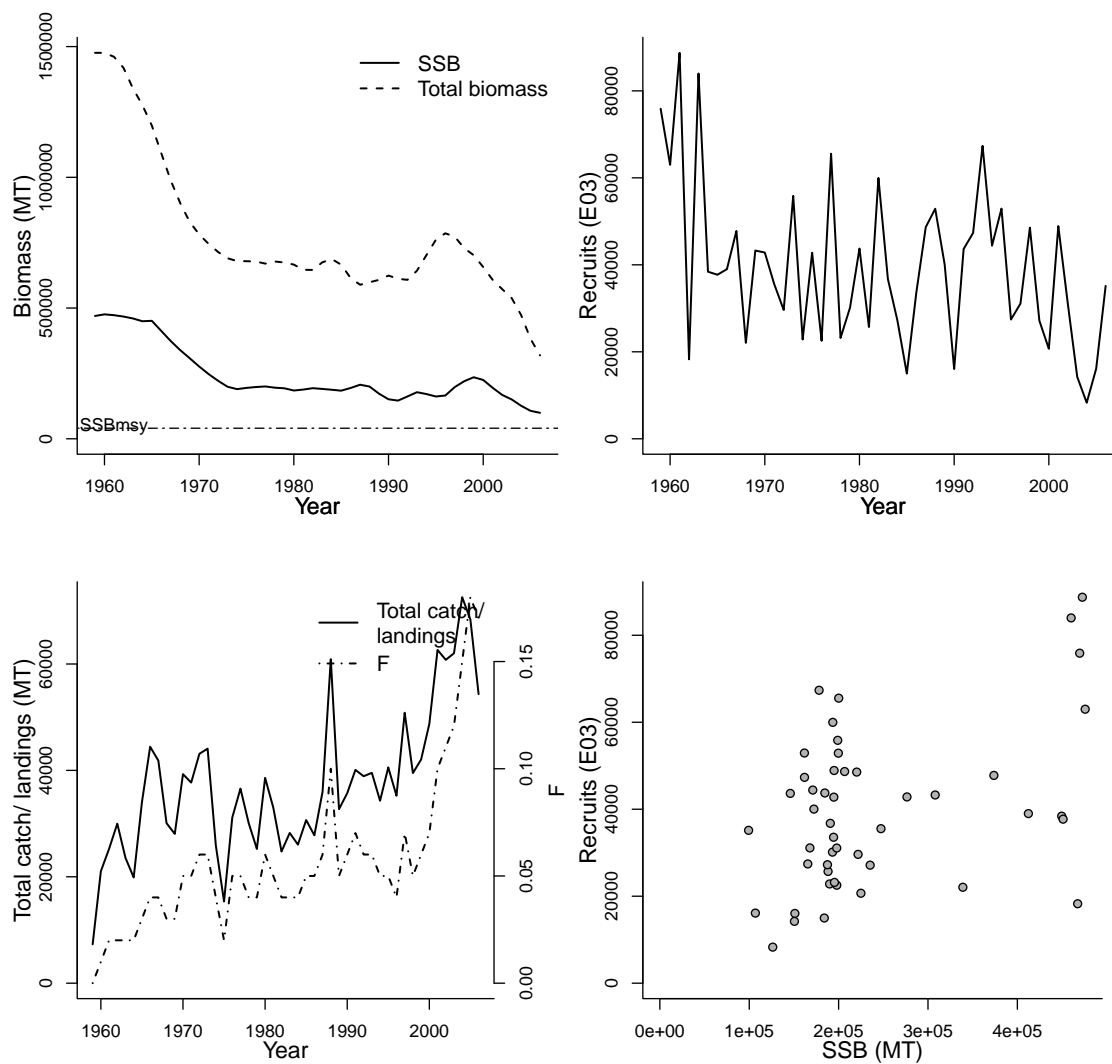 SSB
Total biomass
Biomass (MT)
0
500000
1000000
1500000
SSBmsy
1960
1970
1980
1990
2000
Year
Recruits (E03)
0
20000
40000
60000
80000
1960
1970
1980
1990
2000
Year
Total catch/
landings
F
Total catch/ landings (MT)
0
20000
40000
60000
0.00
0.05
0.10
0.15
F
1960
1970
1980
1990
2000
Year
Recruits (E03)
0
20000
40000
60000
80000
0e+00
1e+05
2e+05
3e+05
4e+05
SSB (MT)